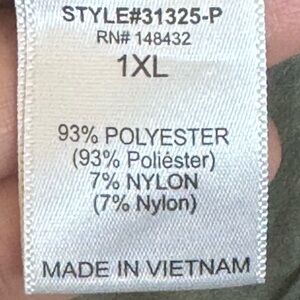 STYLE#31325-P
RN# 148432
1XL
93% POLYESTER
(93% Poliéster)
7% NYLON
(7% Nylon)
MADE IN VIETNAM